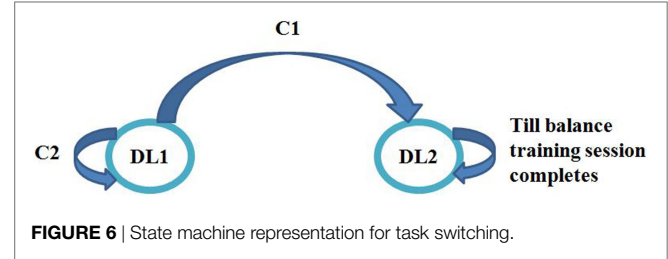 C1
C2
DL1
DL2
Till balance
training session
completes
FIGURE 6 | State machine representation for task switching.